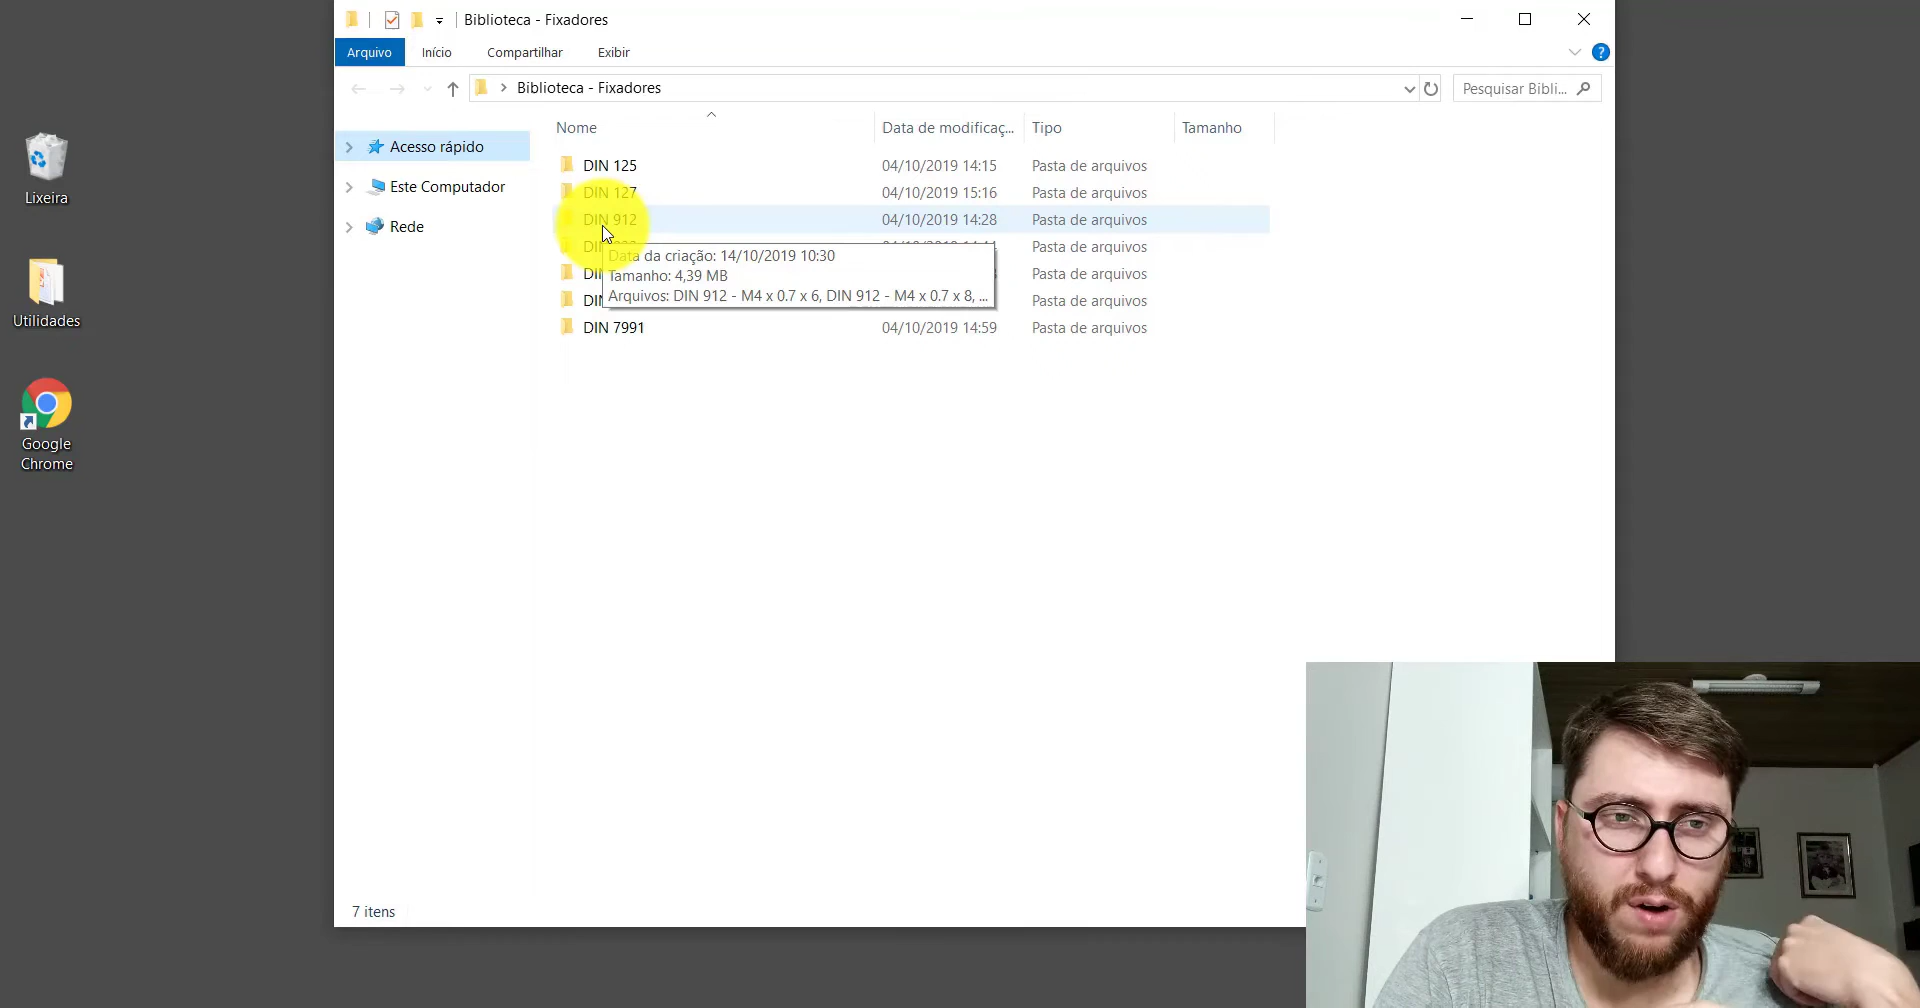 Biblioteca - Fixadores
Arquivo
Início
Compartilhar
Exibir
?
Biblioteca - Fixadores
Pesquisar Bibli...
Acesso rápido
Este Computador
Rede
Nome
Data de modificaç...
Tipo
Tamanho
DIN 125
04/10/2019 14:15
Pasta de arquivos
DIN 127
04/10/2019 15:16
Pasta de arquivos
DIN 912
04/10/2019 14:28
Pasta de arquivos
Pasta de arquivos
Pasta de arquivos
Pasta de arquivos
Data da criação: 14/10/2019 10:30
Tamanho: 4,39 MB
Arquivos: DIN 912 - M4 x 0.7 x 6, DIN 912 - M4 x 0.7 x 8, ...
DIN 7991
04/10/2019 14:59
Pasta de arquivos
7 itens
Lixeira
Utilidades
Google
Chrome